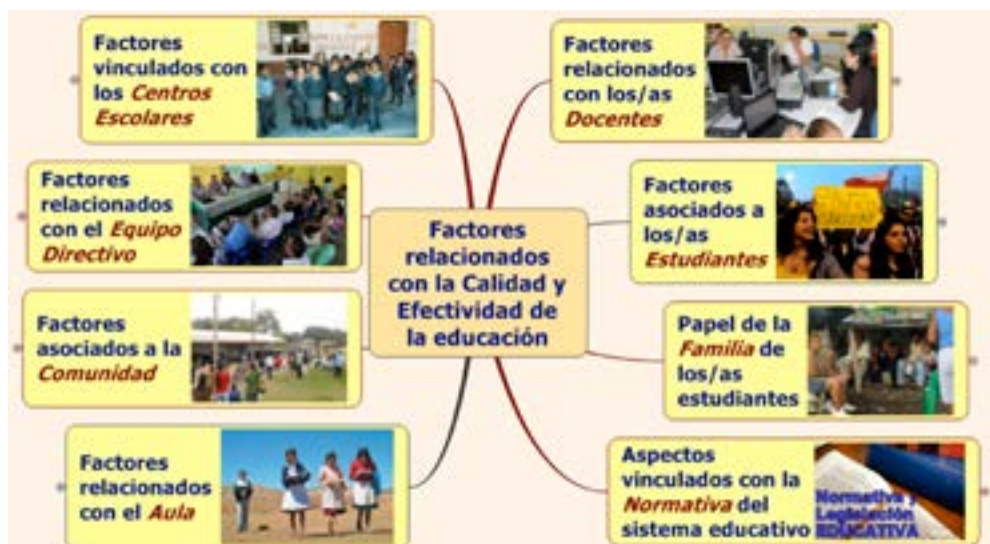 Factores
vinculados con
los Centros
Escolares
Factores
relacionados
con los/as
Docentes
Factores
relacionados
con el Equipo
Directivo
Factores
asociados a
los/as
Estudiantes
Factores
relacionados
con la Calidad y
Efectividad de
la educación
Factores
asociados a la
Comunidad
Papel de la
Familia de
los/as
estudiantes
Factores
relacionados
con el Aula
Aspectos
vinculados con la
Normativa del
sistema educativo
Normativa y
Legislación
EDUCATIVA